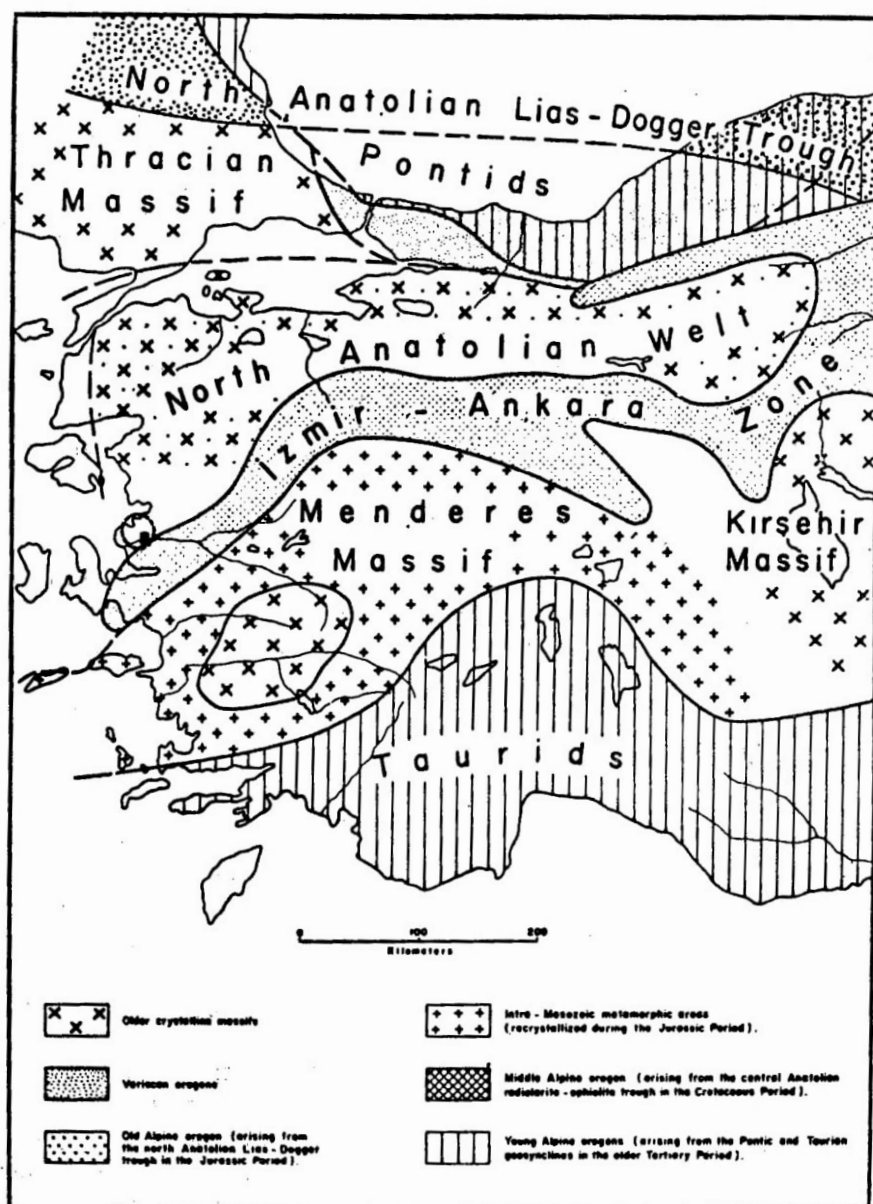 North Anatolian Lias-Dogger Trough
Pontids
Thracian
Massif
North Anatolian Welt
İzmir - Ankara Zone
Menderes
Massif
Kırşehir
Massif
Taurids
0 100 200
Kilometers
Older crystalline massifs
Variscan orogens
Old Alpine orogen (arising from
the north Anatolian Lias-Dogger
trough in the Jurassic Period).
Intra-Mesozoic metamorphic areas
(recrystallized during the Jurassic Period).
Middle Alpine orogen (arising from the central Anatolian
radiolarite-ophiolite trough in the Cretaceous Period).
Young Alpine orogens (arising from the Pontic and Taurian
geosynclines in the older Tertiary Period).